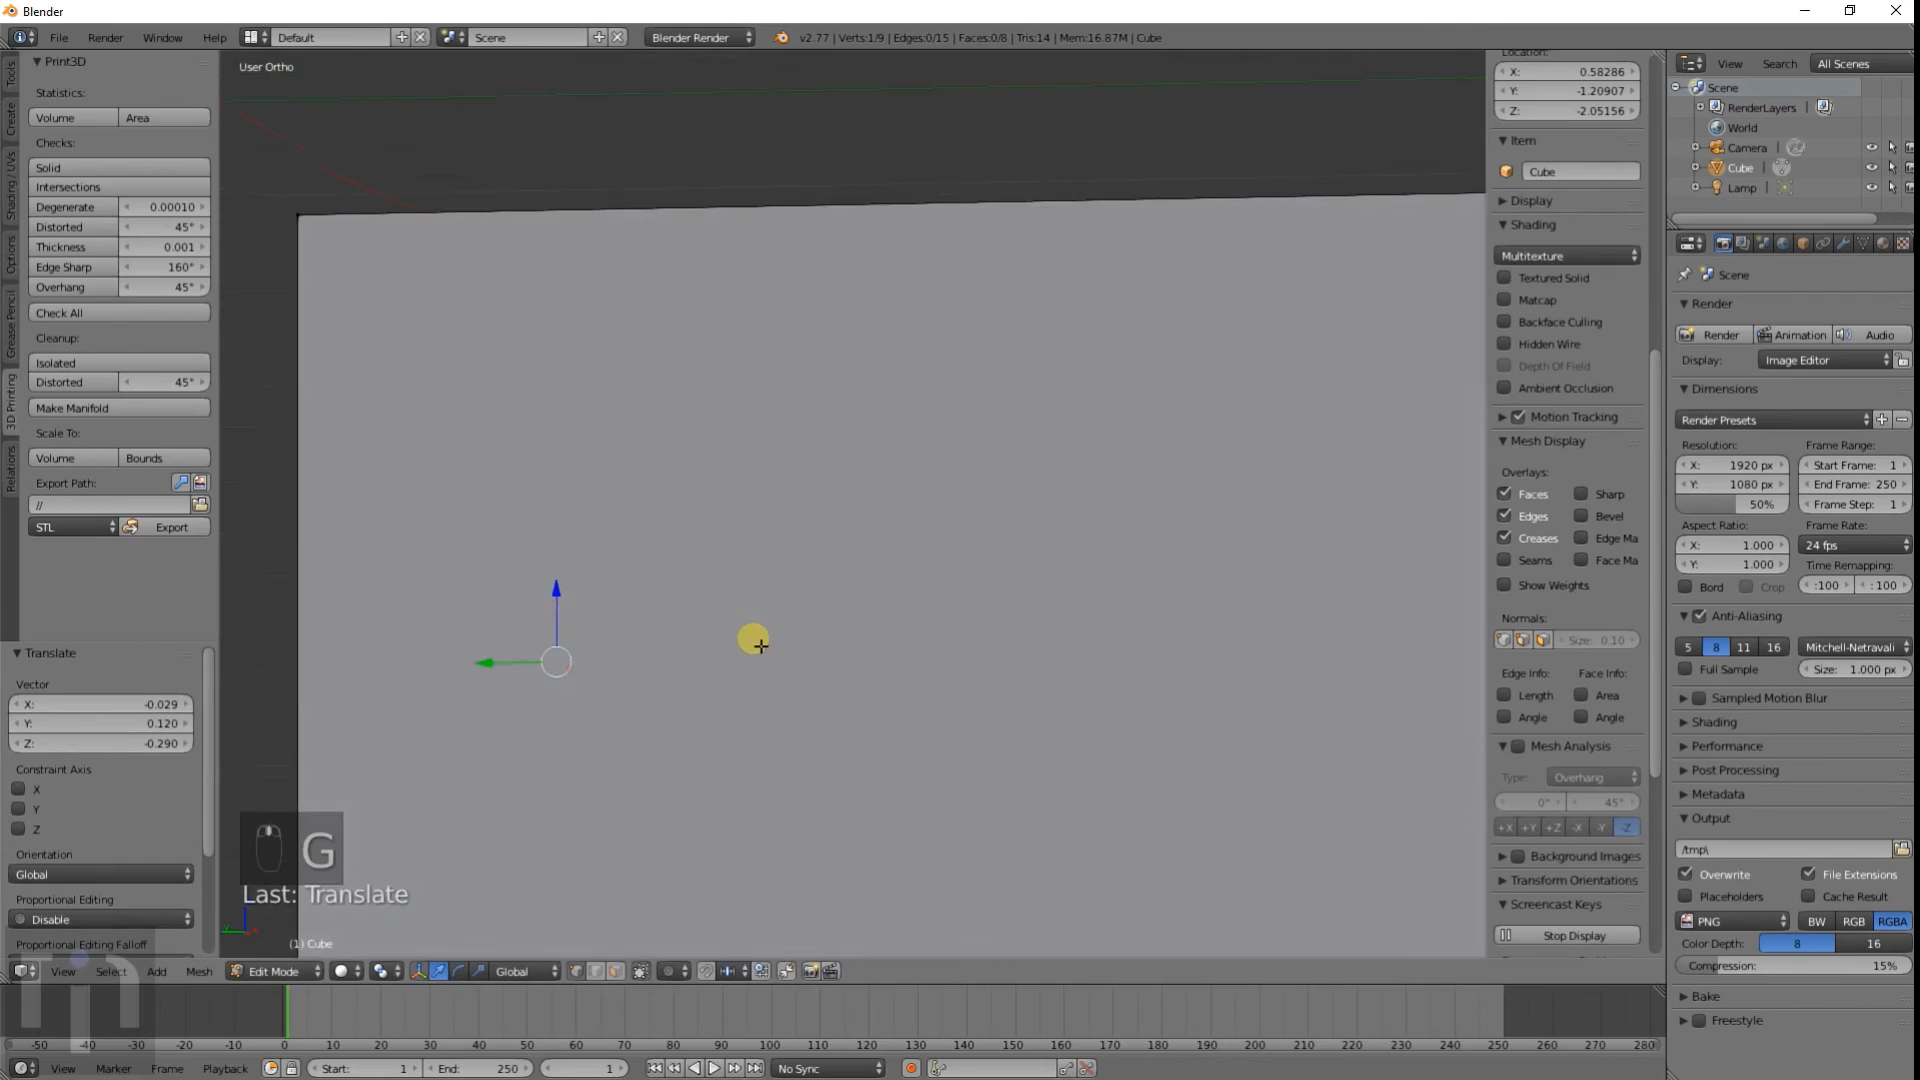 Blender
File Render Window Help Default Scene Blender Render v2.77 | Verts:1/9 | Edges:0/15 | Faces:0/8 | Tris:14 | Mem:16.87M | Cube
Tools
Create
Shading / UVs
Options
Grease Pencil
3D Printing
Relations
Print3D
Statistics:
Volume Area
Checks:
Solid
Intersections
Degenerate 0.00010
Distorted 45°
Thickness 0.001
Edge Sharp 160°
Overhang 45°
Check All
Cleanup:
Isolated
Distorted 45°
Make Manifold
Scale To:
Volume Bounds
Export Path:
//
STL Export
Translate
Vector
X: -0.029
Y: 0.120
Z: -0.290
Constraint Axis
X
Y
Z
Orientation
Global
Proportional Editing
Disable
Proportional Editing Falloff
User Ortho
G
Last: Translate
(1) Cube
View Select Add Mesh Edit Mode Global
-50 -40 -30 -20 -10 0 10 20 30 40 50 60 70 80 90 100 110 120 130 140 150 160 170 180 190 200 210 220 230 240 250 260 270 280
View Marker Frame Playback Start: 1 End: 250 1 No Sync
Location:
X: 0.58286
Y: -1.20907
Z: -2.05156
Item
Cube
Display
Shading
Multitexture
Textured Solid
Matcap
Backface Culling
Hidden Wire
Depth Of Field
Ambient Occlusion
Motion Tracking
Mesh Display
Overlays:
Faces Sharp
Edges Bevel
Creases Edge Ma
Seams Face Ma
Show Weights
Normals:
Size: 0.10
Edge Info: Face Info:
Length Area
Angle Angle
Mesh Analysis
Type: Overhang
0° 45°
+X +Y +Z -X -Y -Z
Background Images
Transform Orientations
Screencast Keys
Stop Display
View Search All Scenes
Scene
RenderLayers
World
Camera
Cube
Lamp
Scene
Render
Render Animation Audio
Display: Image Editor
Dimensions
Render Presets
Resolution: Frame Range:
X: 1920 px Start Frame: 1
Y: 1080 px End Frame: 250
50% Frame Step: 1
Aspect Ratio: Frame Rate:
X: 1.000 24 fps
Y: 1.000 Time Remapping:
Bord Crop :100 :100
Anti-Aliasing
5 8 11 16 Mitchell-Netravali
Full Sample Size: 1.000 px
Sampled Motion Blur
Shading
Performance
Post Processing
Metadata
Output
/tmp\
Overwrite File Extensions
Placeholders Cache Result
PNG BW RGB RGBA
Color Depth: 8 16
Compression: 15%
Bake
Freestyle